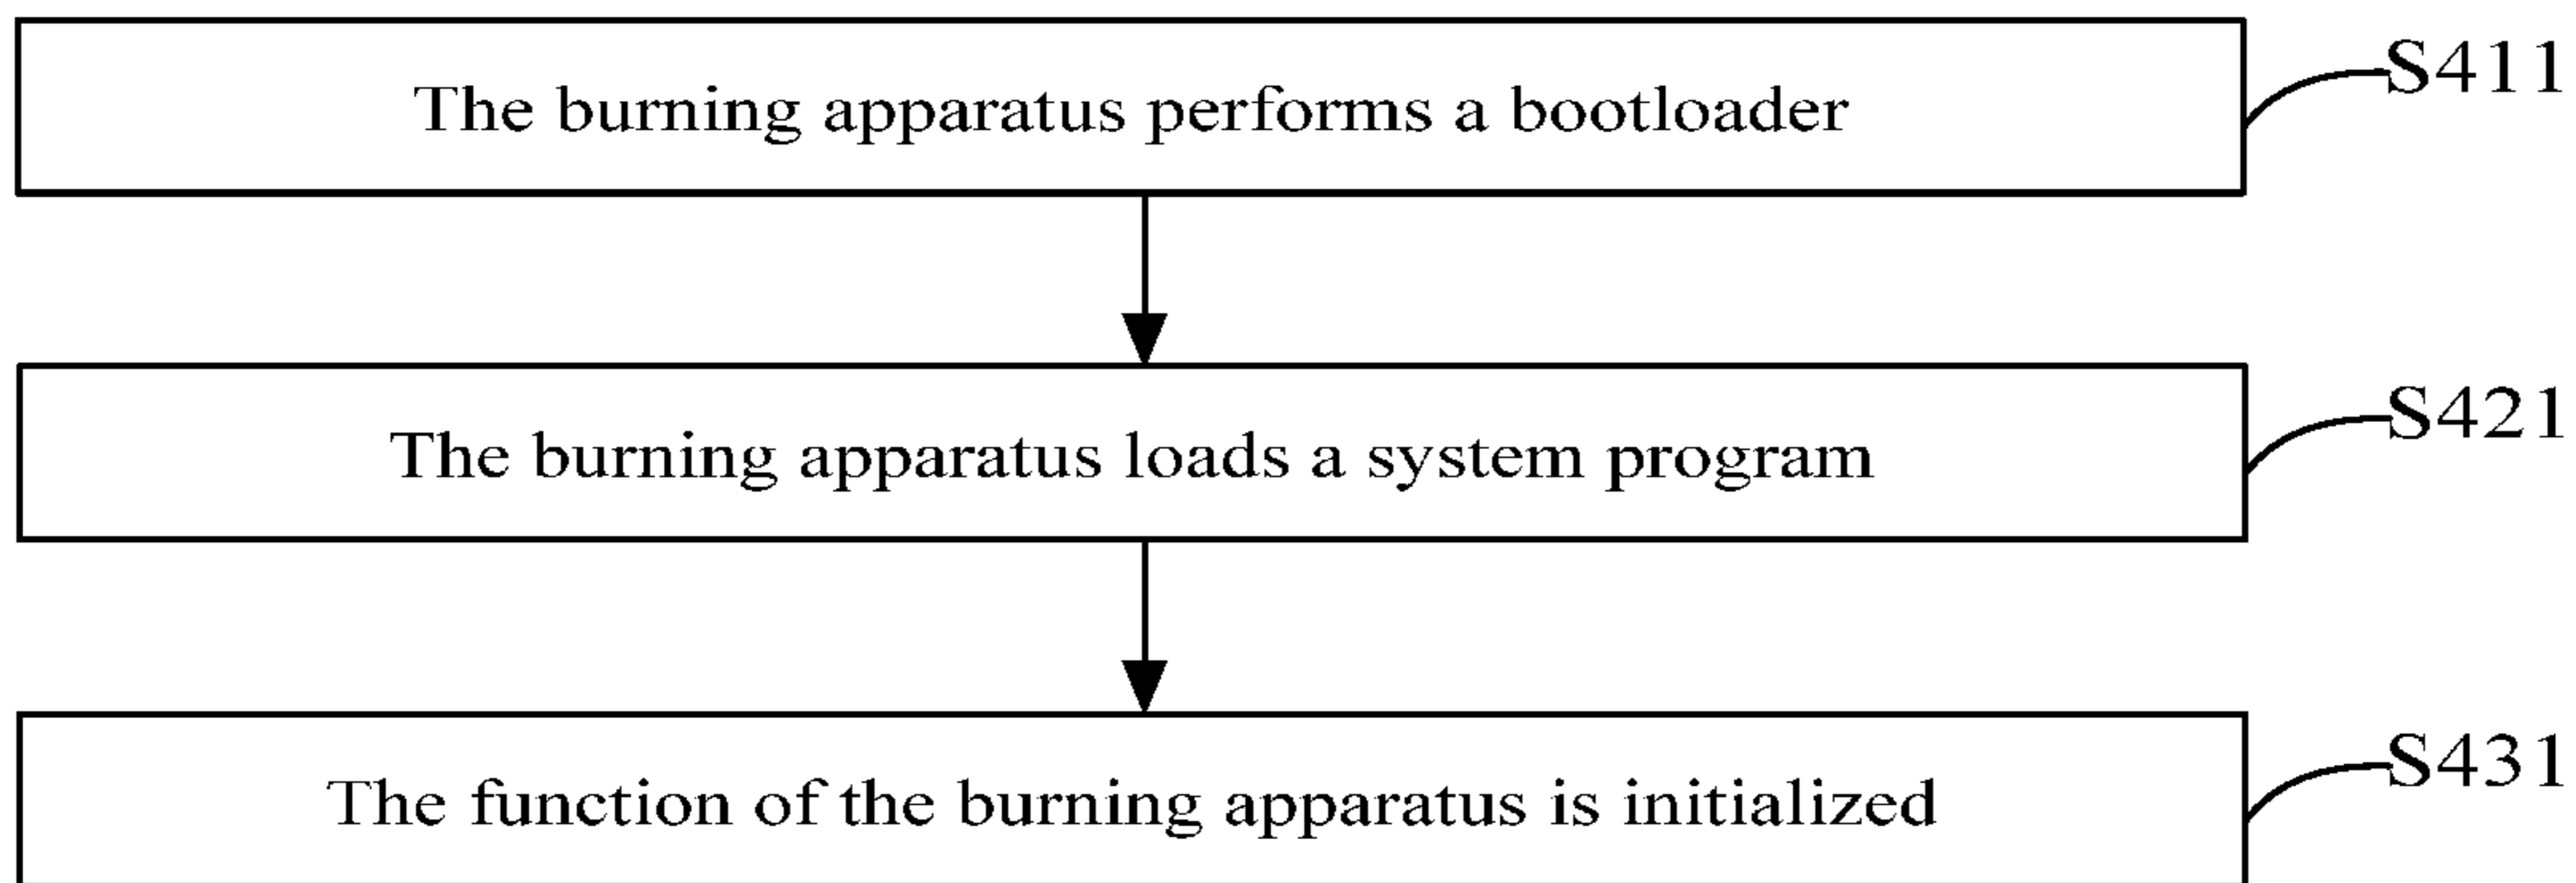 The burning apparatus performs a bootloader
S411
The burning apparatus loads a system program
S421
The function of the burning apparatus is initialized
S431